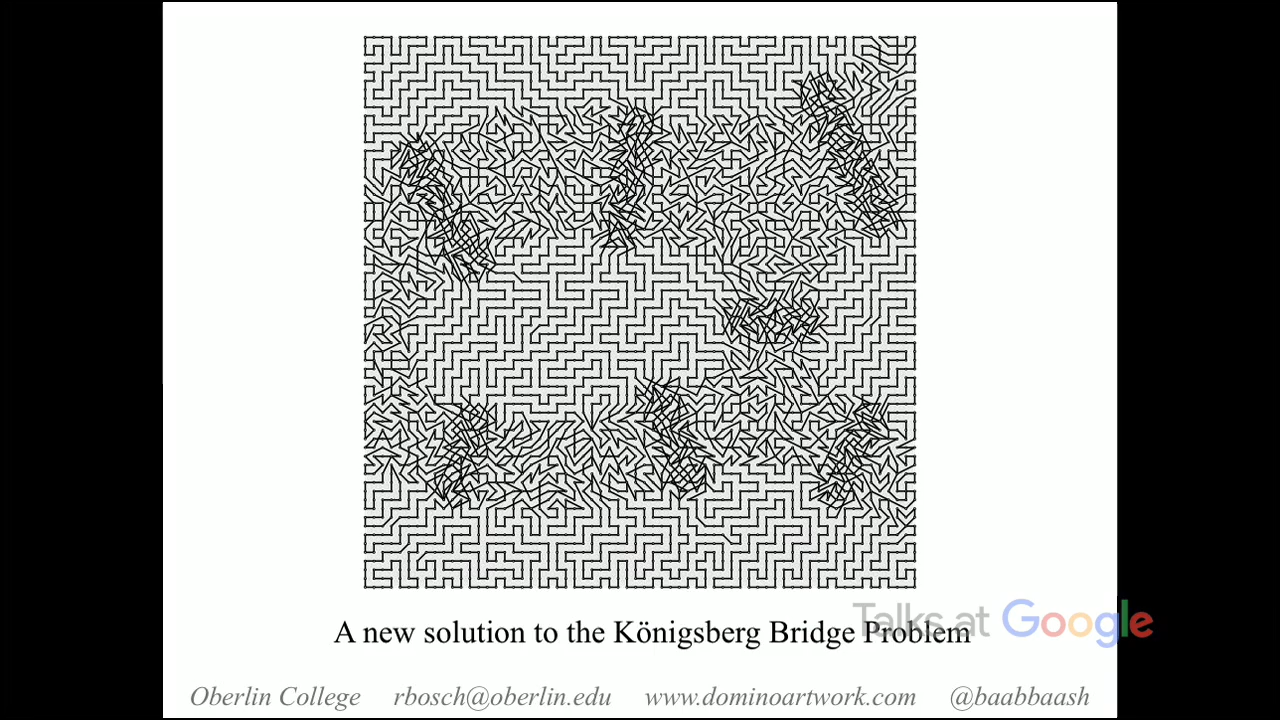 Talks at Google
A new solution to the Königsberg Bridge Problem
Oberlin College rbosch@oberlin.edu www.dominoartwork.com @baabbaash